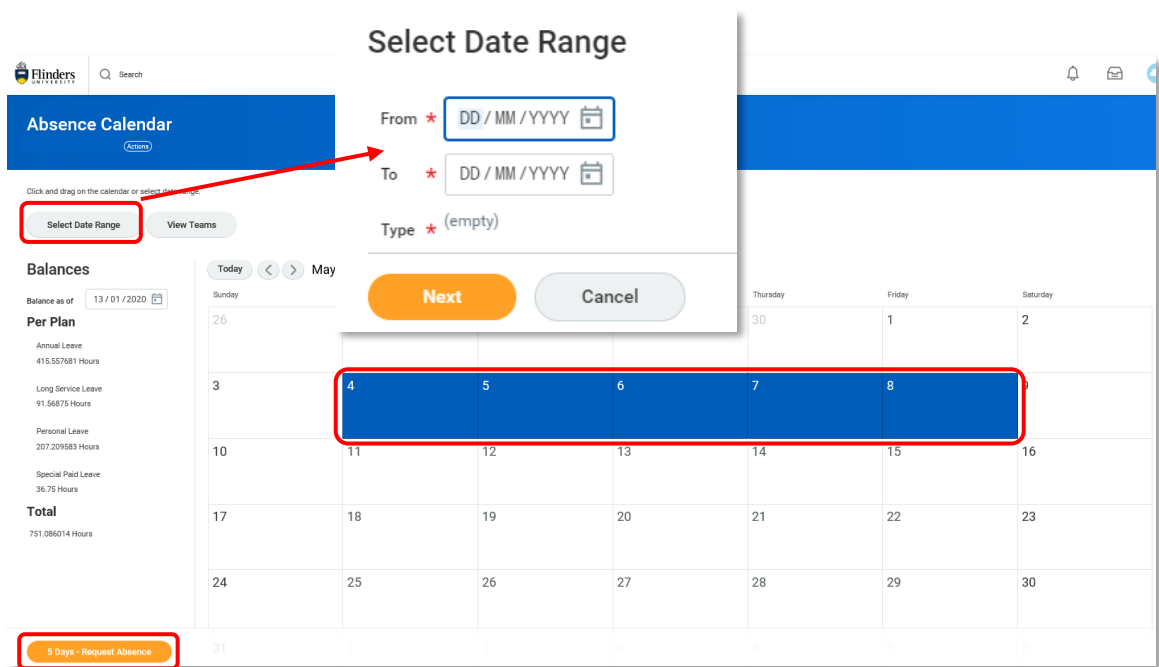 Select Date Range
From * DD / MM / YYYY
To * DD / MM / YYYY
Type * (empty)
Next Cancel
Flinders
UNIVERSITY
Search
Absence Calendar
Actions
Click and drag on the calendar or select date range.
Select Date Range View Teams
Balances
Balance as of 13 / 01 / 2020
Per Plan
Annual Leave
415.557681 Hours
Long Service Leave
91.56875 Hours
Personal Leave
207.209583 Hours
Special Paid Leave
36.75 Hours
Total
751.086014 Hours
5 Days - Request Absence
Today < > May
Sunday Thursday Friday Saturday
26 30 1 2
3 4 5 6 7 8 9
10 11 12 13 14 15 16
17 18 19 20 21 22 23
24 25 26 27 28 29 30
31 1 2 3 4 5 6